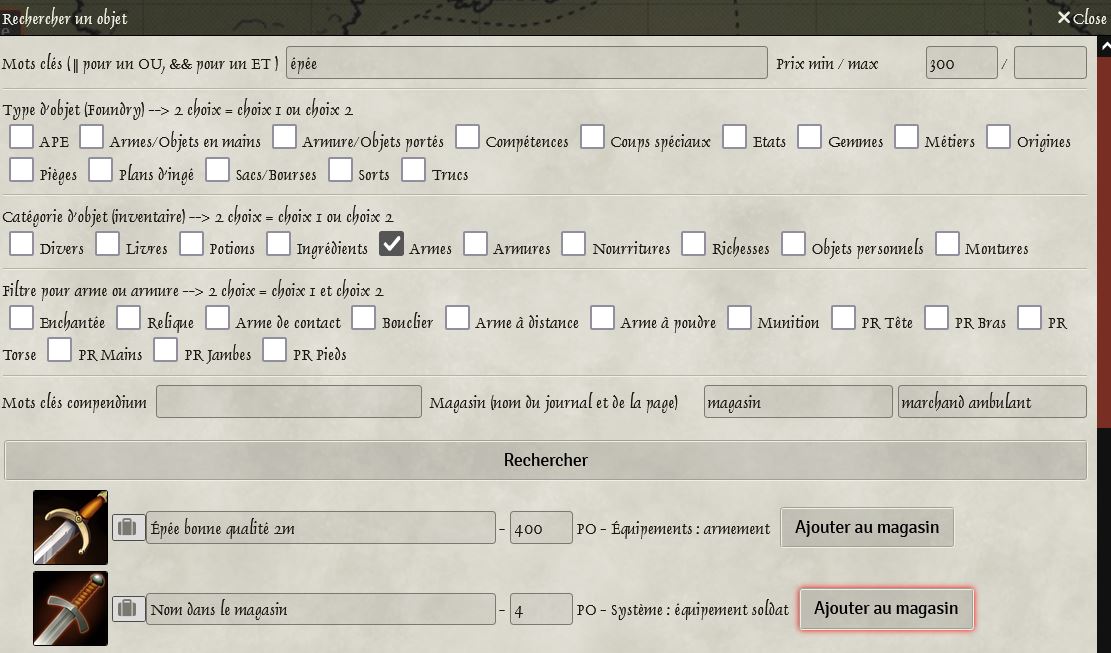 Rechercher un objet
Close
Mots clés ( || pour un OU, && pour un ET ) épée Prix min / max 300 /
Type d'objet (Foundry) --> 2 choix = choix 1 ou choix 2
APE Armes/Objets en mains Armure/Objets portés Compétences Coups spéciaux Etats Gemmes Métiers Origines
Pièges Plans d'ingé Sacs/Bourses Sorts Trucs
Catégorie d'objet (inventaire) --> 2 choix = choix 1 ou choix 2
Divers Livres Potions Ingrédients Armes Armures Nourritures Richesses Objets personnels Montures
Filtre pour arme ou armure --> 2 choix = choix 1 et choix 2
Enchantée Relique Arme de contact Bouclier Arme à distance Arme à poudre Munition PR Tête PR Bras PR
Torse PR Mains PR Jambes PR Pieds
Mots clés compendium Magasin (nom du journal et de la page) magasin marchand ambulant
Rechercher
Épée bonne qualité 2m - 400 PO - Équipements : armement Ajouter au magasin
Nom dans le magasin - 4 PO - Système : équipement soldat Ajouter au magasin